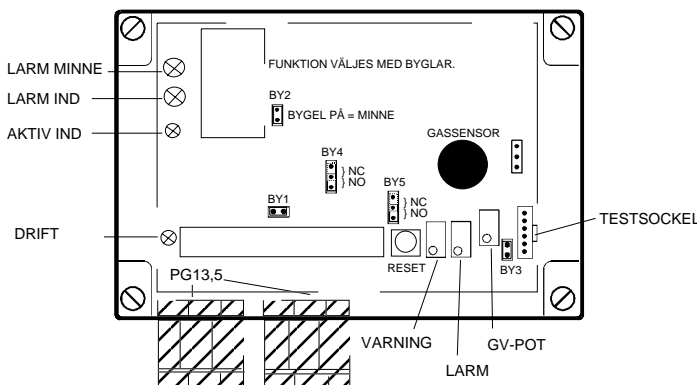 LARM MINNE
FUNKTION VÄLJES MED BYGLAR.
LARM IND
BY2
BYGEL PÅ = MINNE
AKTIV IND
GASSENSOR
BY4
NC
NO
BY5
NC
NO
BY1
TESTSOCKEL
DRIFT
RESET
BY3
PG13,5
VARNING
GV-POT
LARM